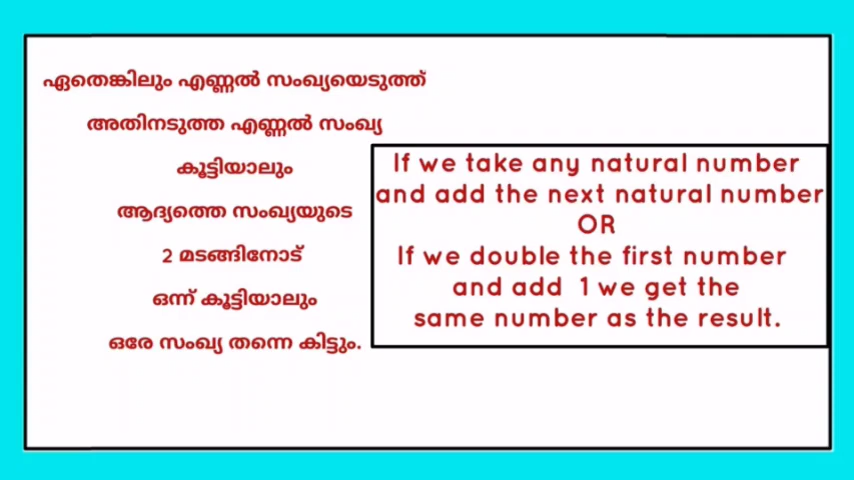 ഏതെങ്കിലും എണ്ണൽ സംഖ്യയെടുത്ത്
അതിനടുത്ത എണ്ണൽ സംഖ്യ
കൂട്ടിയാലും
ആദ്യത്തെ സംഖ്യയുടെ
2 മടങ്ങിനോട്
ഒന്ന് കൂട്ടിയാലും
ഒരേ സംഖ്യ തന്നെ കിട്ടും.
If we take any natural number
and add the next natural number
OR
If we double the first number
and add 1 we get the
same number as the result.